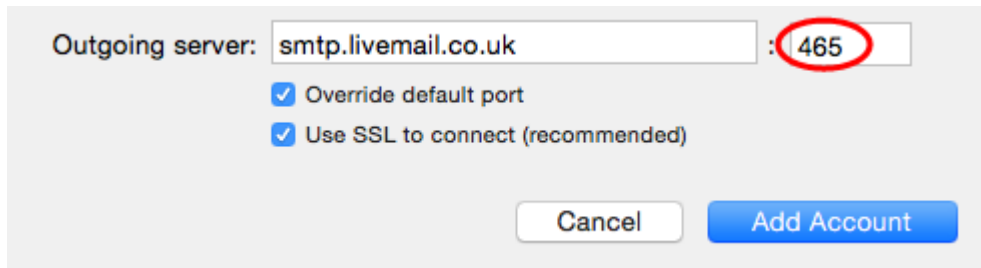 Outgoing server: smtp.livemail.co.uk : 465
Override default port
Use SSL to connect (recommended)
Cancel Add Account